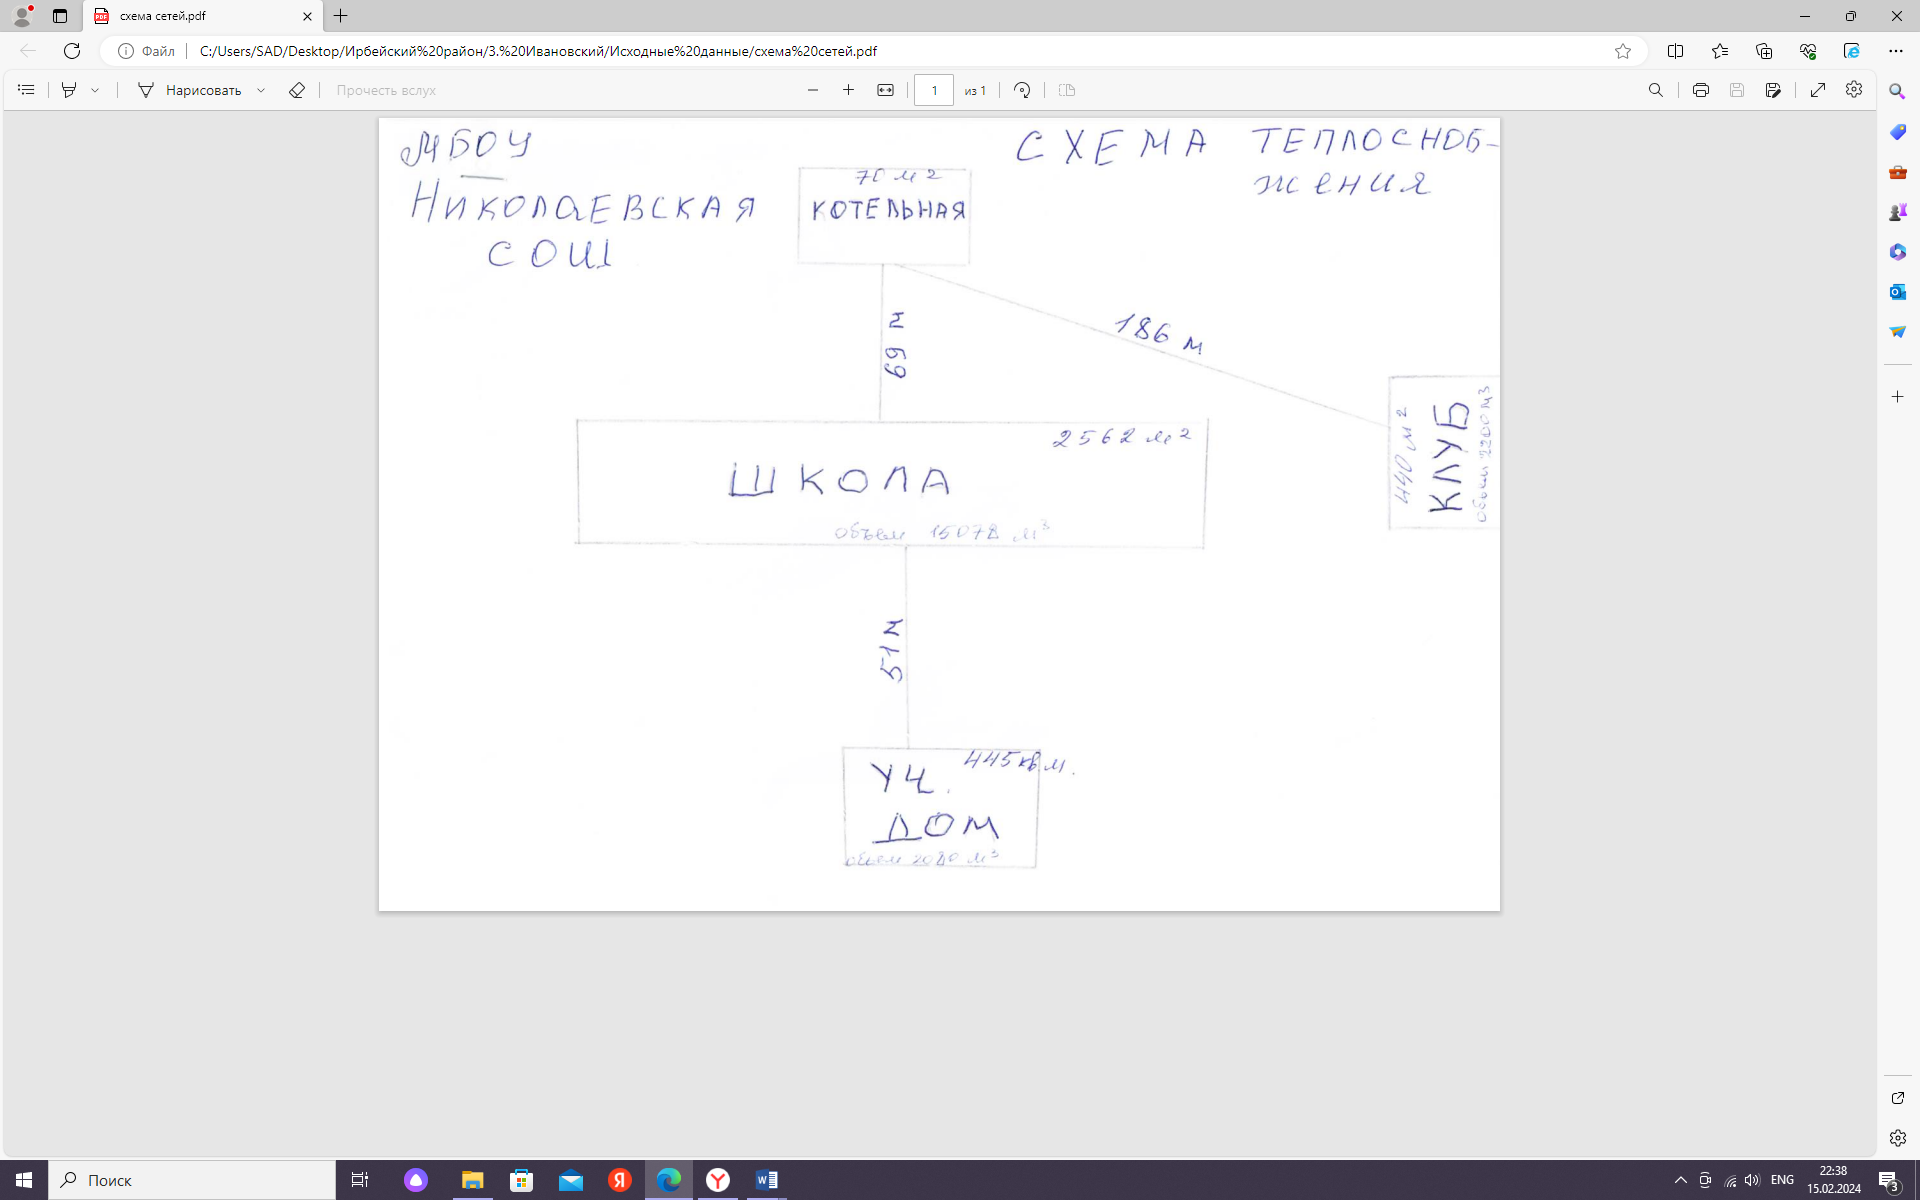 схема сетей.pdf
Файл
C:/Users/SAD/Desktop/Ирбейский%20район/3.%20Ивановский/Исходные%20данные/схема%20сетей.pdf
Нарисовать
Прочесть вслух
1
из 1
МБОУ
НИКОЛАЕВСКАЯ
СОШ
СХЕМА ТЕПЛОСНОБ-
жения
70 м2
КОТЕЛЬНАЯ
69 м
186 м
2562 м2
ШКОЛА
объем 15078 м3
440 м2
КЛУБ
объем 2200 м3
51 м
445 кв.м.
УЧ.
ДОМ
объем 2080 м3
Поиск
ENG
22:38
15.02.2024
3